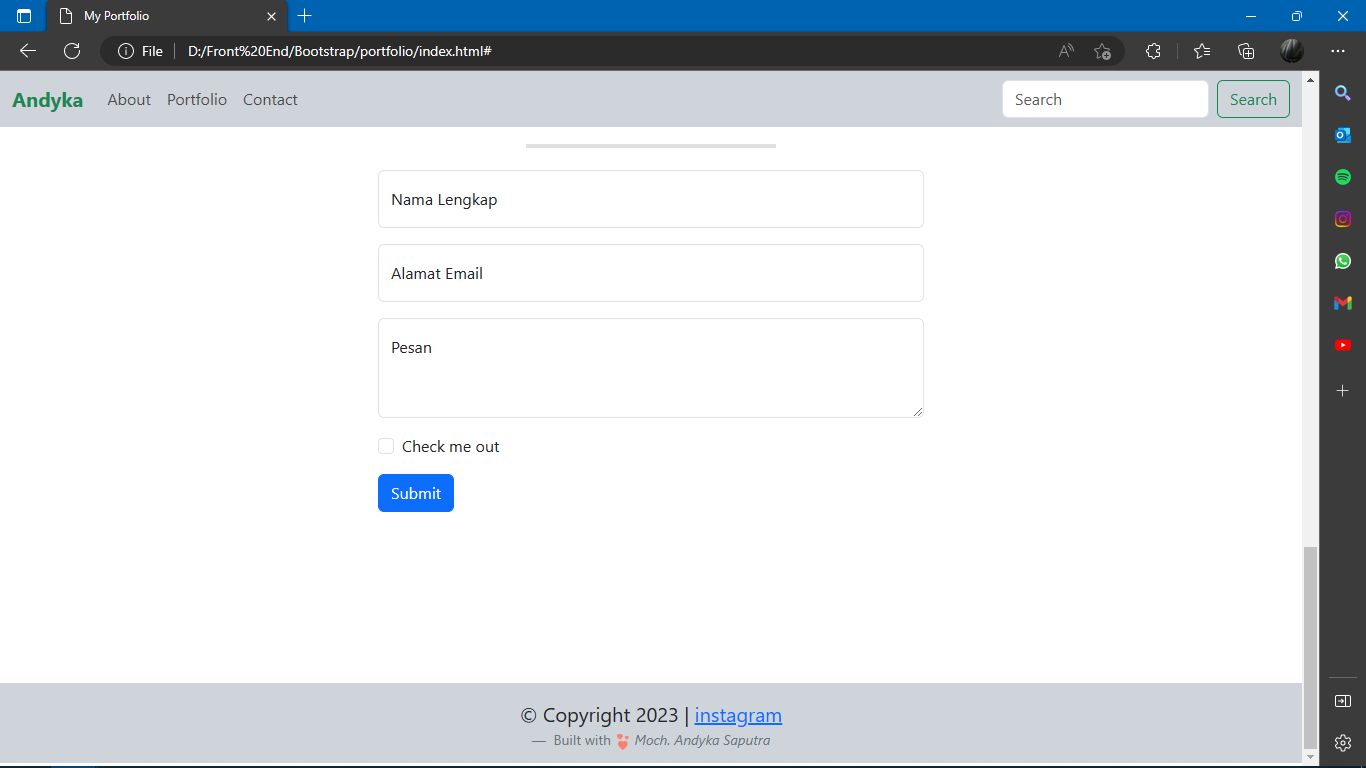 My Portfolio
File D:/Front%20End/Bootstrap/portfolio/index.html#
Andyka About Portfolio Contact Search Search
Nama Lengkap
Alamat Email
Pesan
Check me out
Submit
© Copyright 2023 | instagram
— Built with Moch. Andyka Saputra